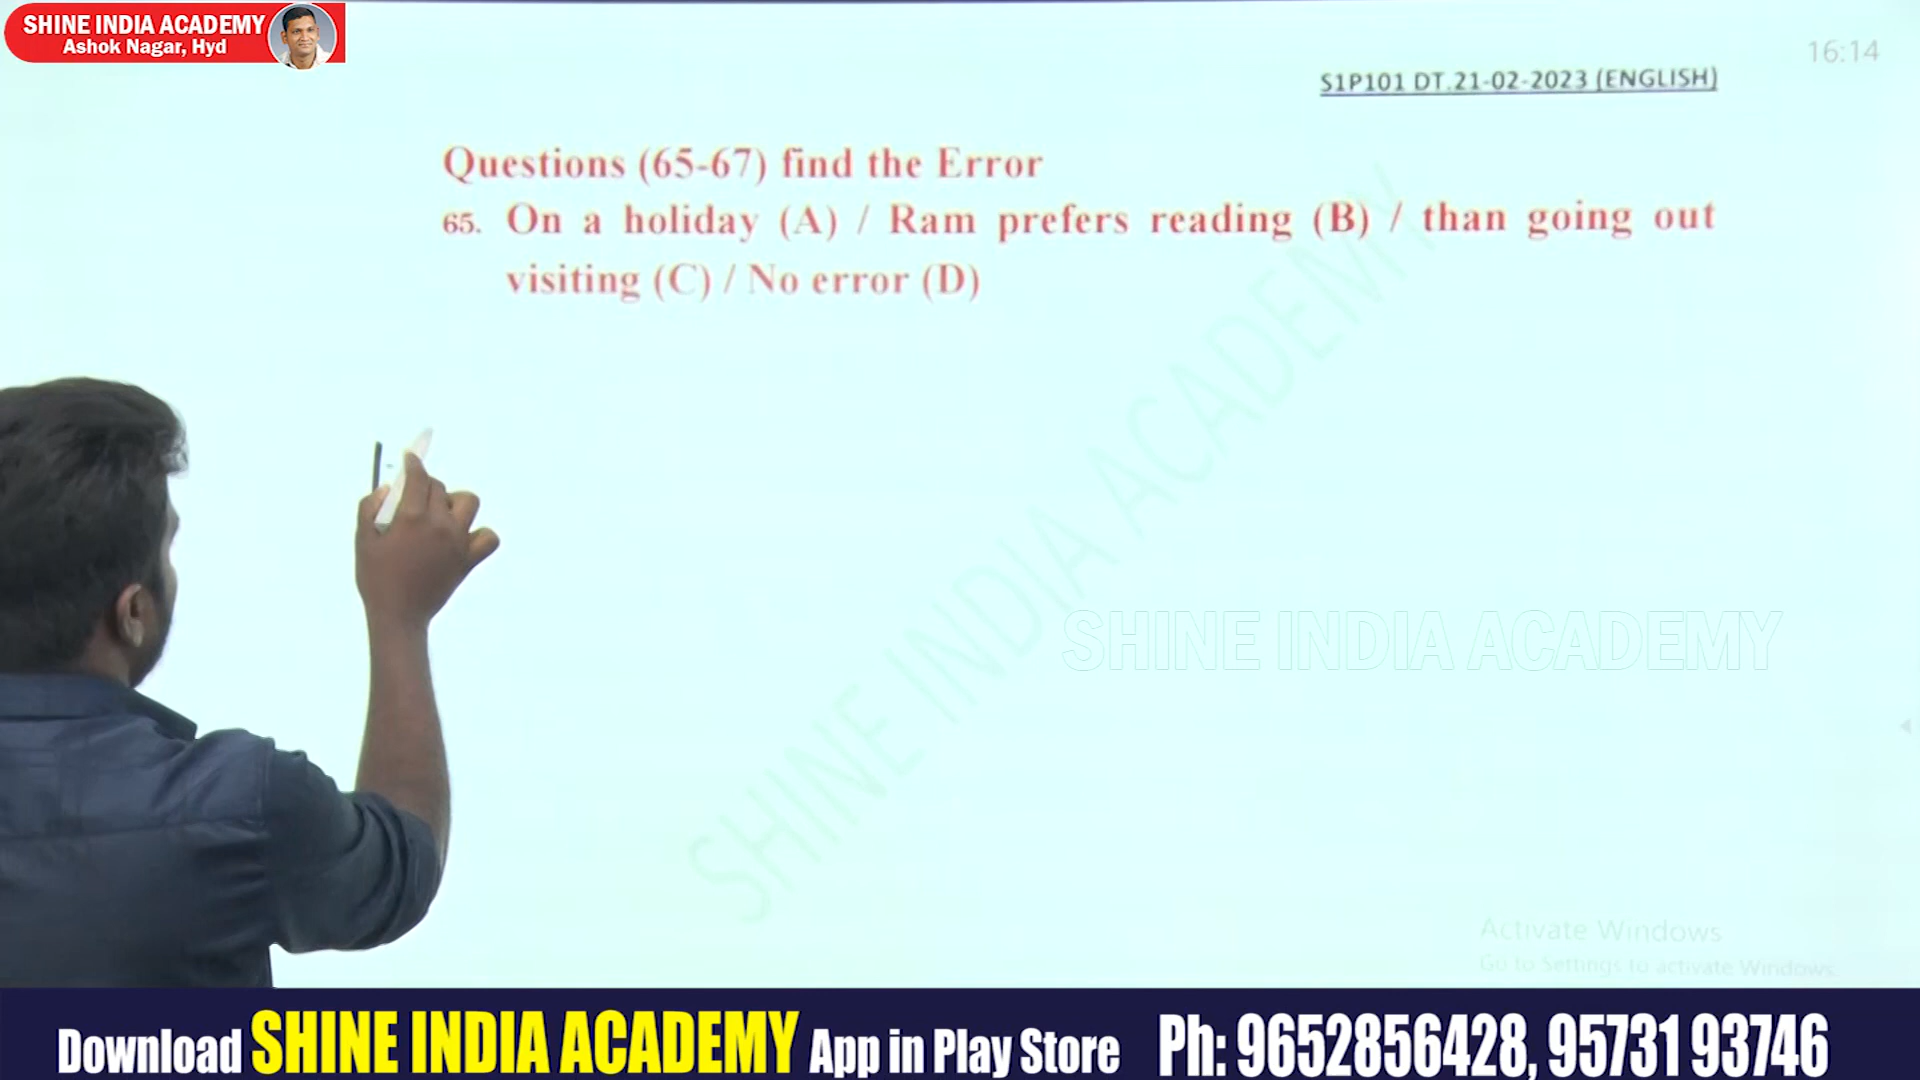 SHINE INDIA ACADEMY
Ashok Nagar, Hyd
16:14
S1P101 DT.21-02-2023 (ENGLISH)
Questions (65-67) find the Error
65. On a holiday (A) / Ram prefers reading (B) / than going out
visiting (C) / No error (D)
SHINE INDIA ACADEMY
SHINE INDIA ACADEMY
Activate Windows
Go to Settings to activate Windows.
Download SHINE INDIA ACADEMY App in Play Store Ph: 9652856428, 95731 93746